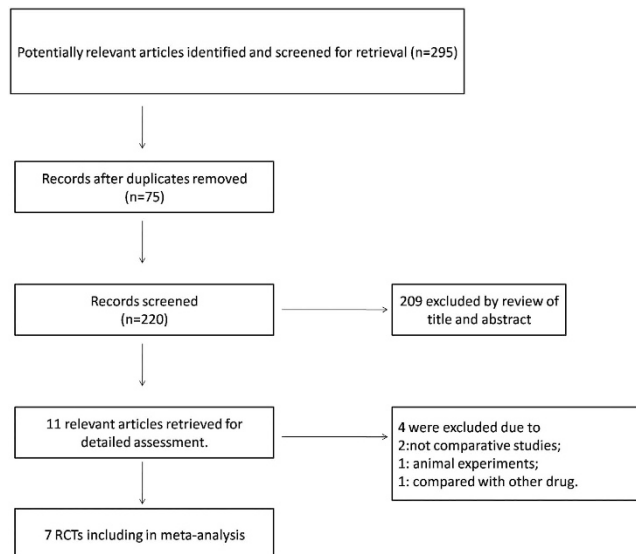 Potentially relevant articles identified and screened for retrieval (n=295)
Records after duplicates removed
(n=75)
Records screened
(n=220)
209 excluded by review of
title and abstract
11 relevant articles retrieved for
detailed assessment.
4 were excluded due to
2:not comparative studies;
1: animal experiments;
1: compared with other drug.
7 RCTs including in meta-analysis